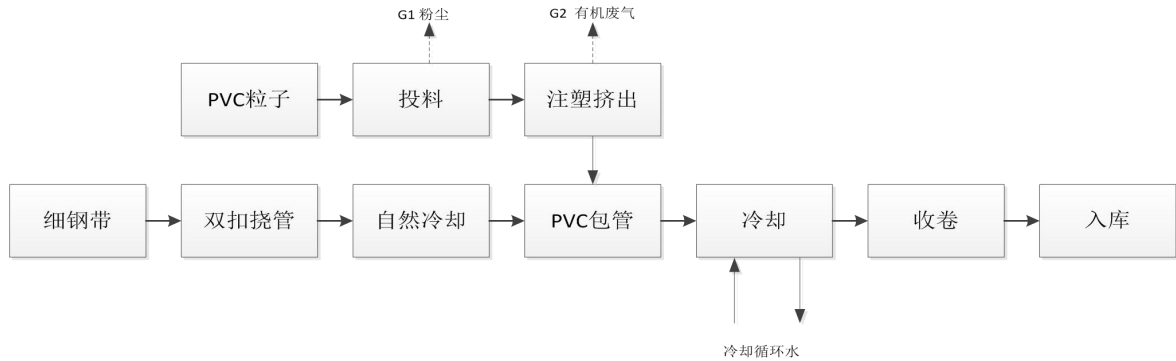 G1 粉尘
G2 有机废气
PVC粒子
投料
注塑挤出
细钢带
双扣挠管
自然冷却
PVC包管
冷却
收卷
入库
冷却循环水